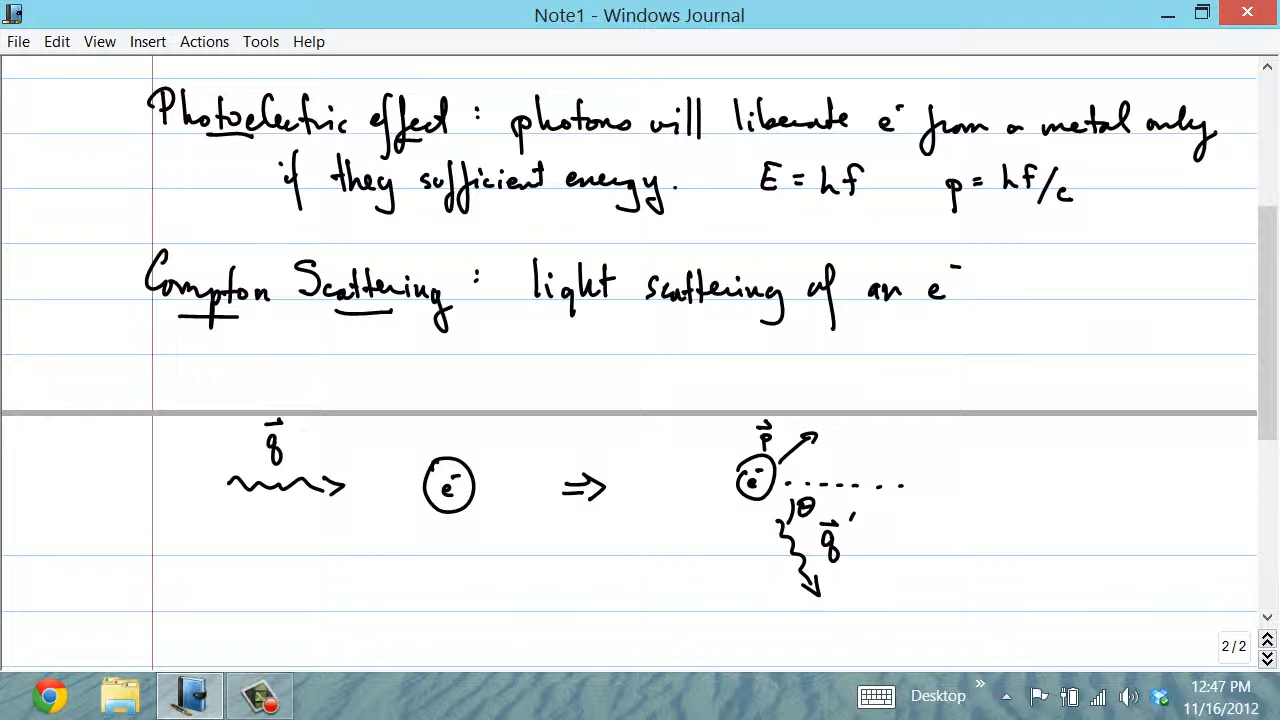 Note1 - Windows Journal
File Edit View Insert Actions Tools Help
Photoelectric effect : photons will liberate e⁻ from a metal only
if they sufficient energy. E = hf p = hf/c
Compton Scattering : light scattering of an e⁻
q⃗ e⁻ ⇒ p⃗ e⁻ θ q⃗ '
2 / 2
Desktop » 12:47 PM
11/16/2012